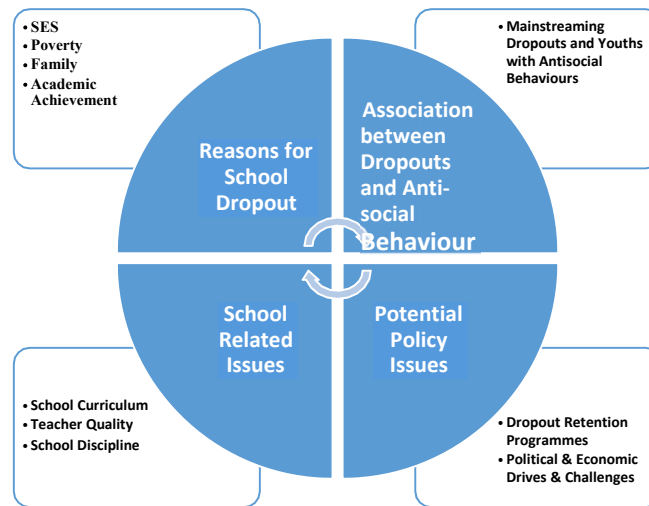 • SES
• Poverty
• Family
• Academic
Achievement
• Mainstreaming
Dropouts and Youths
with Antisocial
Behaviours
Reasons for
School
Dropout
Association
between
Dropouts
and Anti-
social
Behaviour
School
Related
Issues
Potential
Policy
Issues
• School Curriculum
• Teacher Quality
• School Discipline
• Dropout Retention
Programmes
• Political & Economic
Drives & Challenges